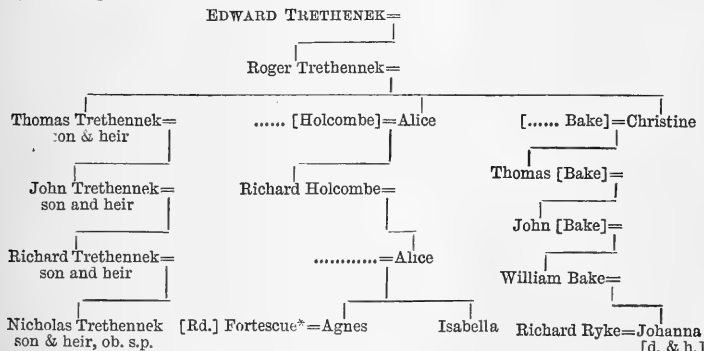 EDWARD TRETHENEK=
Roger Trethennek=
Thomas Trethennek= ...... [Holcombe]=Alice [...... Bake]=Christine
son & heir
Thomas [Bake]=
John Trethennek= Richard Holcombe=
son and heir
John [Bake]=
Richard Trethennek= ............=Alice
son and heir
William Bake=
Nicholas Trethennek [Rd.] Fortescue*=Agnes Isabella Richard Ryke=Johanna
son & heir, ob. s.p. [d. & h.]